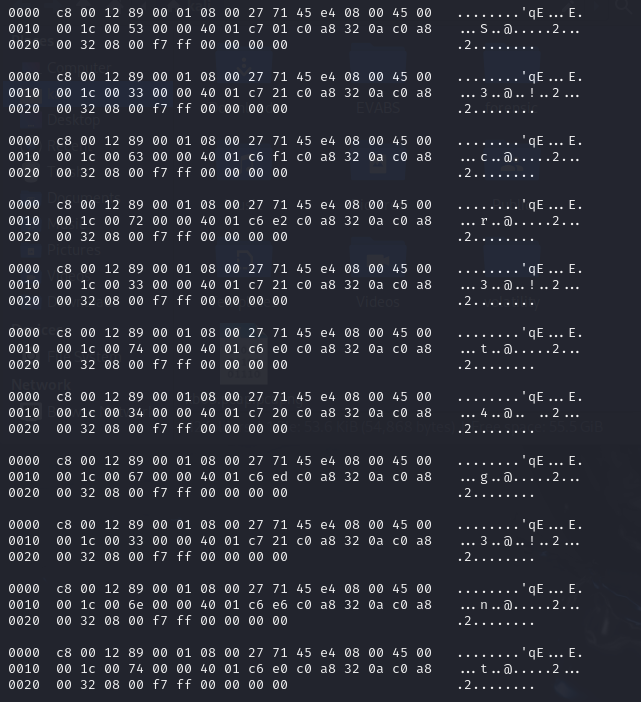 0000  c8 00 12 89 00 01 08 00 27 71 45 e4 08 00 45 00   ........'qE...E.
0010  00 1c 00 53 00 00 40 01 c7 01 c0 a8 32 0a c0 a8   ...S..@.....2...
0020  00 32 08 00 f7 ff 00 00 00 00                     .2........
0000  c8 00 12 89 00 01 08 00 27 71 45 e4 08 00 45 00   ........'qE...E.
0010  00 1c 00 33 00 00 40 01 c7 21 c0 a8 32 0a c0 a8   ...3..@..!..2...
0020  00 32 08 00 f7 ff 00 00 00 00                     .2........
0000  c8 00 12 89 00 01 08 00 27 71 45 e4 08 00 45 00   ........'qE...E.
0010  00 1c 00 63 00 00 40 01 c6 f1 c0 a8 32 0a c0 a8   ...c..@.....2...
0020  00 32 08 00 f7 ff 00 00 00 00                     .2........
0000  c8 00 12 89 00 01 08 00 27 71 45 e4 08 00 45 00   ........'qE...E.
0010  00 1c 00 72 00 00 40 01 c6 e2 c0 a8 32 0a c0 a8   ...r..@.....2...
0020  00 32 08 00 f7 ff 00 00 00 00                     .2........
0000  c8 00 12 89 00 01 08 00 27 71 45 e4 08 00 45 00   ........'qE...E.
0010  00 1c 00 33 00 00 40 01 c7 21 c0 a8 32 0a c0 a8   ...3..@..!..2...
0020  00 32 08 00 f7 ff 00 00 00 00                     .2........
0000  c8 00 12 89 00 01 08 00 27 71 45 e4 08 00 45 00   ........'qE...E.
0010  00 1c 00 74 00 00 40 01 c6 e0 c0 a8 32 0a c0 a8   ...t..@.....2...
0020  00 32 08 00 f7 ff 00 00 00 00                     .2........
0000  c8 00 12 89 00 01 08 00 27 71 45 e4 08 00 45 00   ........'qE...E.
0010  00 1c 00 34 00 00 40 01 c7 20 c0 a8 32 0a c0 a8   ...4..@.. ..2...
0020  00 32 08 00 f7 ff 00 00 00 00                     .2........
0000  c8 00 12 89 00 01 08 00 27 71 45 e4 08 00 45 00   ........'qE...E.
0010  00 1c 00 67 00 00 40 01 c6 ed c0 a8 32 0a c0 a8   ...g..@.....2...
0020  00 32 08 00 f7 ff 00 00 00 00                     .2........
0000  c8 00 12 89 00 01 08 00 27 71 45 e4 08 00 45 00   ........'qE...E.
0010  00 1c 00 33 00 00 40 01 c7 21 c0 a8 32 0a c0 a8   ...3..@..!..2...
0020  00 32 08 00 f7 ff 00 00 00 00                     .2........
0000  c8 00 12 89 00 01 08 00 27 71 45 e4 08 00 45 00   ........'qE...E.
0010  00 1c 00 6e 00 00 40 01 c6 e6 c0 a8 32 0a c0 a8   ...n..@.....2...
0020  00 32 08 00 f7 ff 00 00 00 00                     .2........
0000  c8 00 12 89 00 01 08 00 27 71 45 e4 08 00 45 00   ........'qE...E.
0010  00 1c 00 74 00 00 40 01 c6 e0 c0 a8 32 0a c0 a8   ...t..@.....2...
0020  00 32 08 00 f7 ff 00 00 00 00                     .2........